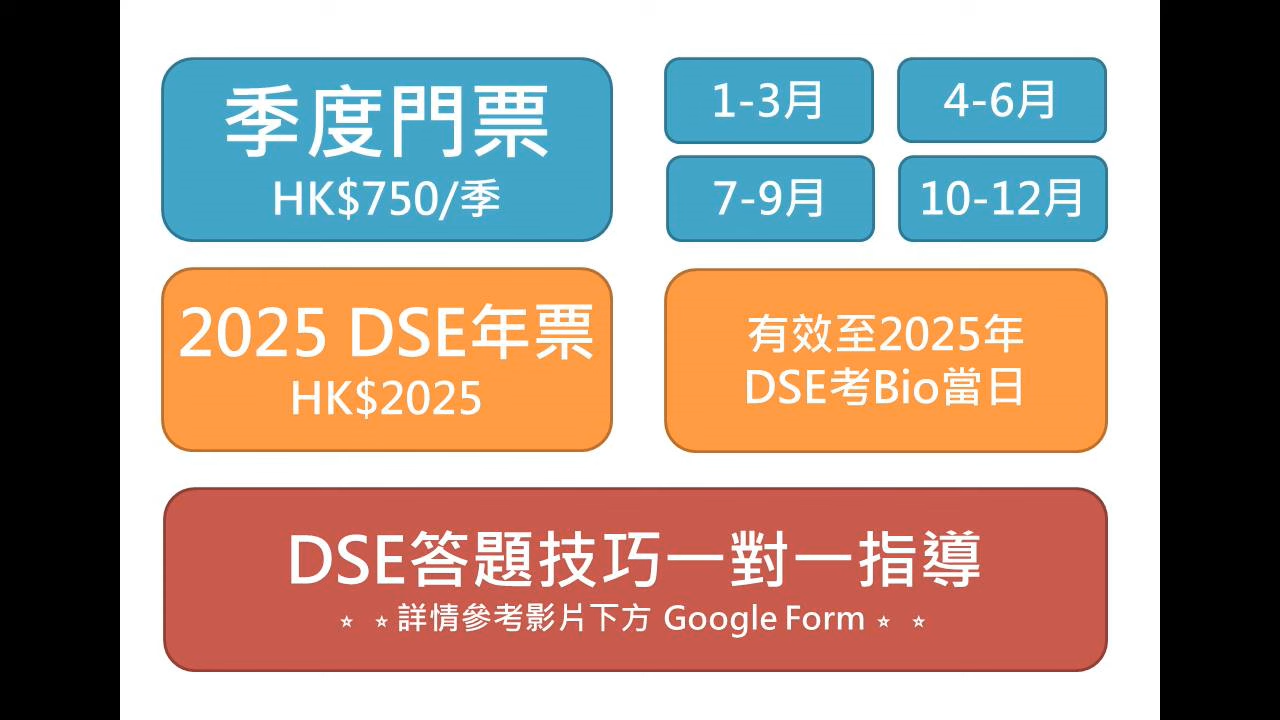 季度門票
HK$750/季
1-3月
4-6月
7-9月
10-12月
2025 DSE年票
HK$2025
有效至2025年
DSE考Bio當日
DSE答題技巧一對一指導
⭐ ⭐ 詳情參考影片下方 Google Form ⭐ ⭐